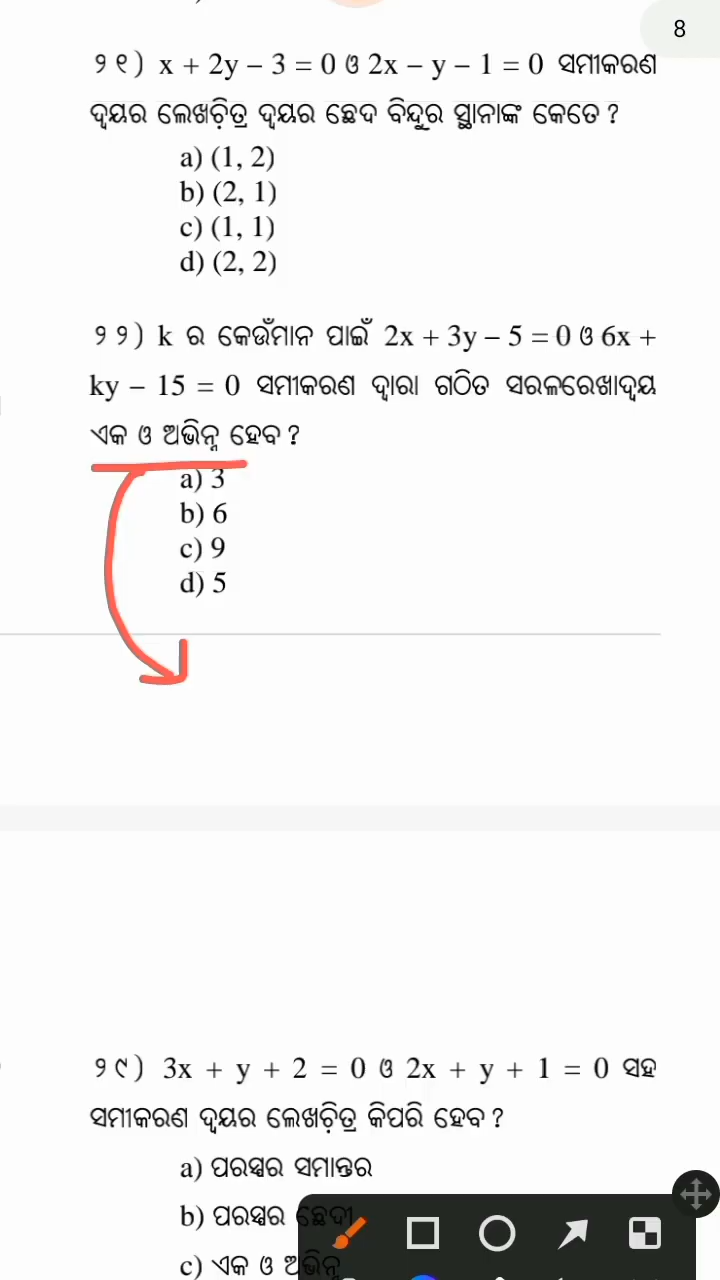 8
୨୧) x + 2y − 3 = 0 ଓ 2x − y − 1 = 0 ସମୀକରଣ
ଦ୍ୱୟର ଲେଖଚିତ୍ର ଦ୍ୱୟର ଛେଦ ବିନ୍ଦୁର ସ୍ଥାନାଙ୍କ କେତେ ?
a) (1, 2)
b) (2, 1)
c) (1, 1)
d) (2, 2)
୨୨) k ର କେଉଁମାନ ପାଇଁ 2x + 3y − 5 = 0 ଓ 6x +
ky − 15 = 0 ସମୀକରଣ ଦ୍ୱାରା ଗଠିତ ସରଳରେଖାଦ୍ୱୟ
ଏକ ଓ ଅଭିନ୍ନ ହେବ ?
a) 3
b) 6
c) 9
d) 5
୨୯) 3x + y + 2 = 0 ଓ 2x + y + 1 = 0 ସହ
ସମୀକରଣ ଦ୍ୱୟର ଲେଖଚିତ୍ର କିପରି ହେବ ?
a) ପରସ୍ପର ସମାନ୍ତର
b) ପରସ୍ପର ଛେଦୀ
c) ଏକ ଓ ଅଭିନ୍ନ